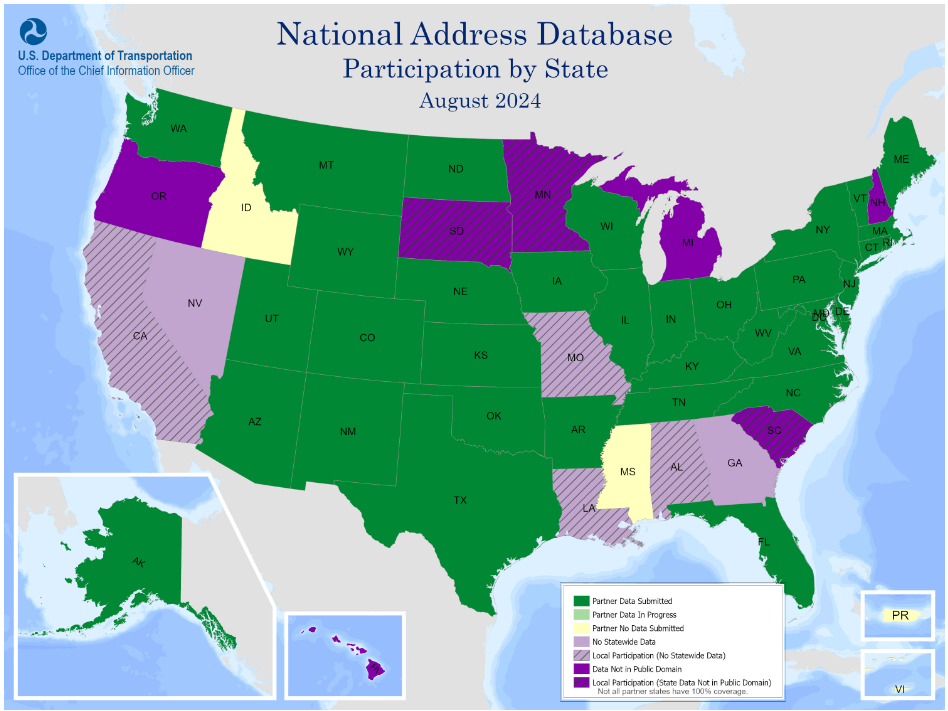 National Address Database
Participation by State
August 2024
U.S. Department of Transportation
Office of the Chief Information Officer
WA
MT
ND
MN
ME
OR
ID
SD
WI
MI
VT
NH
NY
MA
CT
RI
WY
IA
NE
PA
NJ
NV
UT
CO
KS
IL
IN
OH
MD
DC
DE
WV
VA
CA
MO
KY
AZ
NM
OK
AR
TN
NC
SC
MS
AL
GA
TX
LA
FL
AK
PR
VI
Partner Data Submitted
Partner Data In Progress
Partner No Data Submitted
No Statewide Data
Local Participation (No Statewide Data)
Data Not in Public Domain
Local Participation (State Data Not in Public Domain)
Not all partner states have 100% coverage.